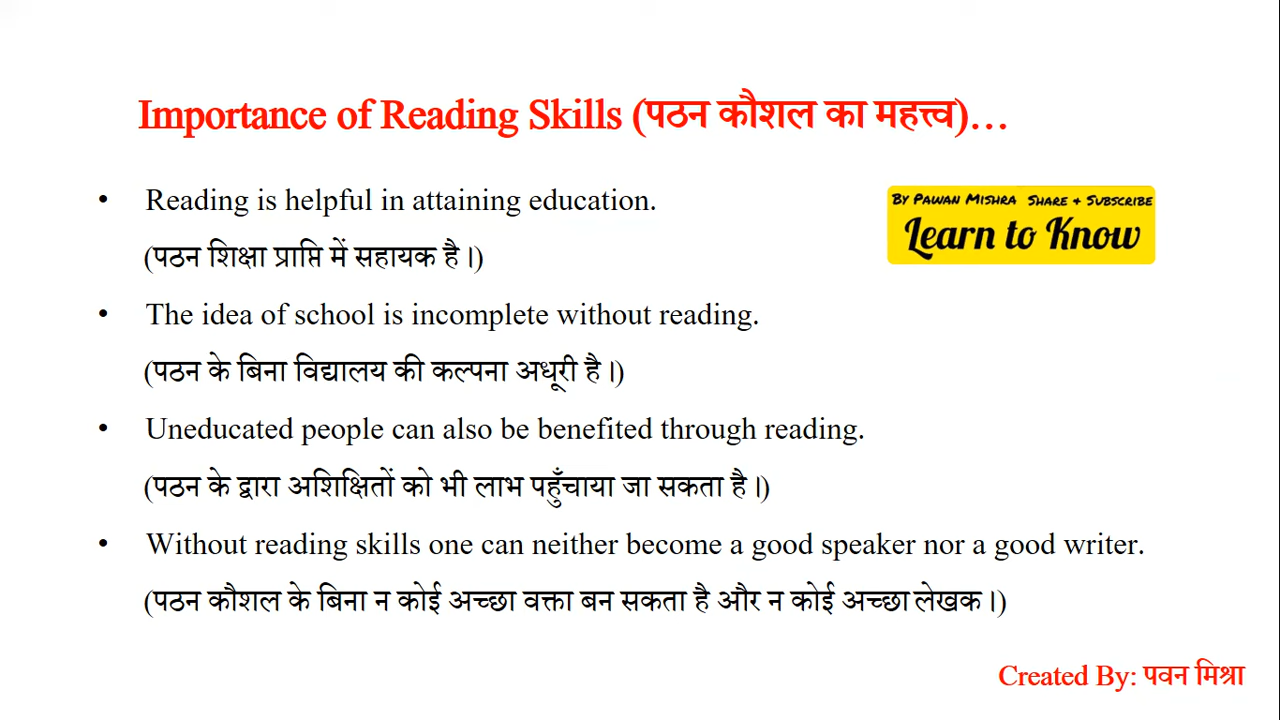 Importance of Reading Skills (पठन कौशल का महत्त्व)...
• Reading is helpful in attaining education.
(पठन शिक्षा प्राप्ति में सहायक है।)
By Pawan Mishra Share & Subscribe
Learn to Know
• The idea of school is incomplete without reading.
(पठन के बिना विद्यालय की कल्पना अधूरी है।)
• Uneducated people can also be benefited through reading.
(पठन के द्वारा अशिक्षितों को भी लाभ पहुँचाया जा सकता है।)
• Without reading skills one can neither become a good speaker nor a good writer.
(पठन कौशल के बिना न कोई अच्छा वक्ता बन सकता है और न कोई अच्छा लेखक।)
Created By: पवन मिश्रा